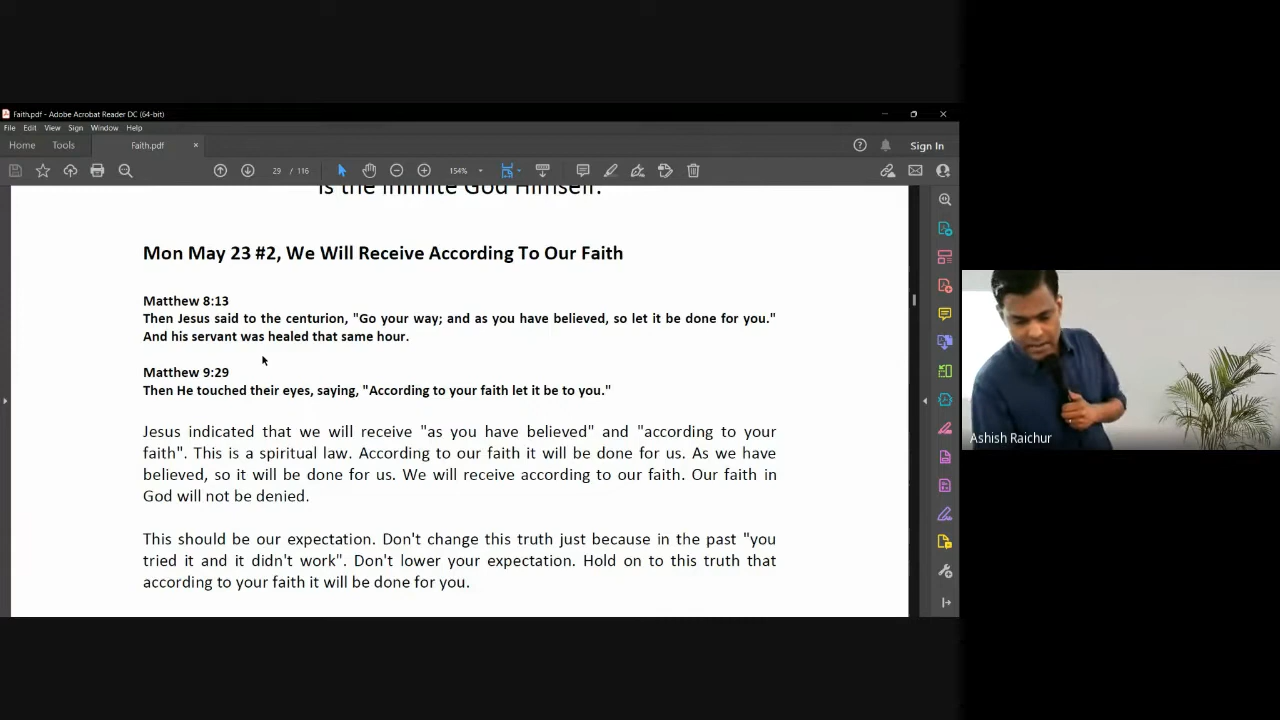 Faith.pdf - Adobe Acrobat Reader DC (64-bit)
File Edit View Sign Window Help
Home Tools Faith.pdf × Sign In
29 / 116 154%
is the Infinite God Himself.
Mon May 23 #2, We Will Receive According To Our Faith
Matthew 8:13
Then Jesus said to the centurion, "Go your way; and as you have believed, so let it be done for you."
And his servant was healed that same hour.
Matthew 9:29
Then He touched their eyes, saying, "According to your faith let it be to you."
Jesus indicated that we will receive "as you have believed" and "according to your
faith". This is a spiritual law. According to our faith it will be done for us. As we have
believed, so it will be done for us. We will receive according to our faith. Our faith in
God will not be denied.
This should be our expectation. Don't change this truth just because in the past "you
tried it and it didn't work". Don't lower your expectation. Hold on to this truth that
according to your faith it will be done for you.
Ashish Raichur